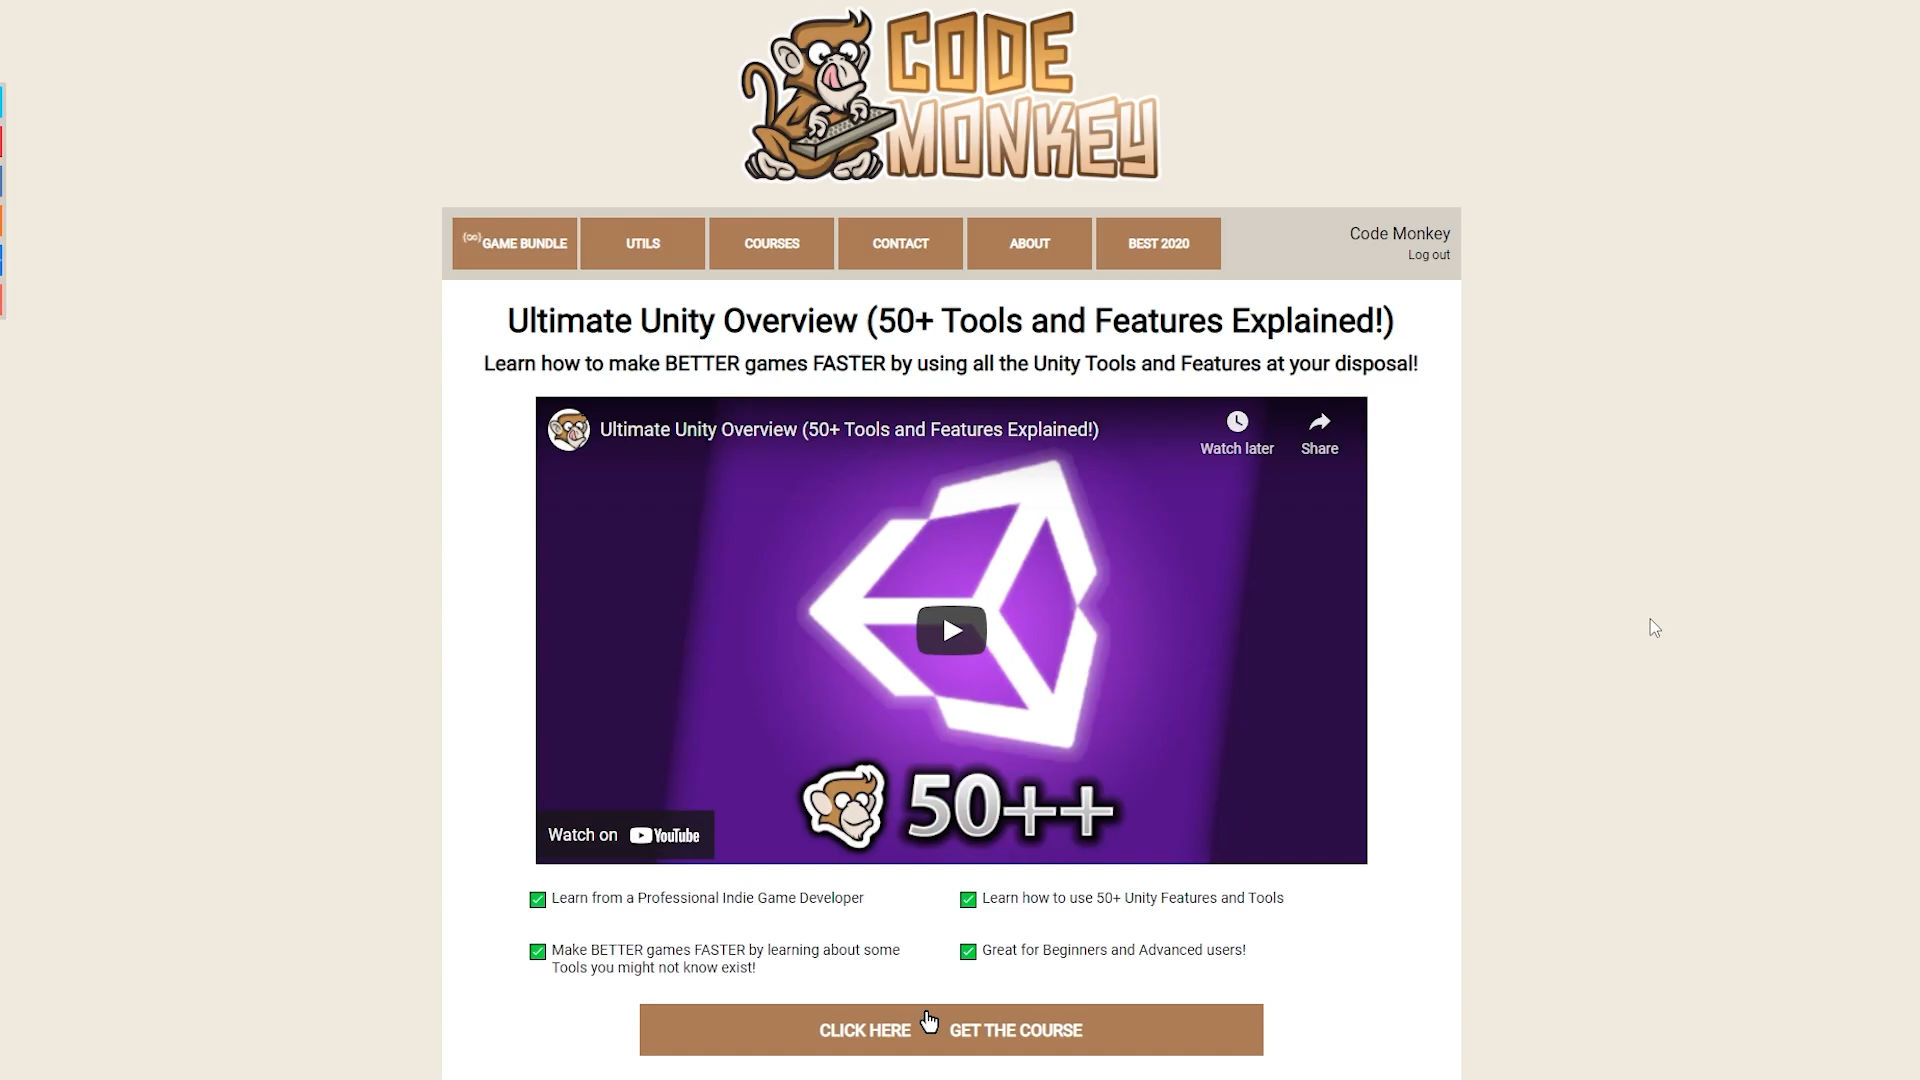 CODE
MONKEY
(∞) GAME BUNDLE
UTILS
COURSES
CONTACT
ABOUT
BEST 2020
Code Monkey
Log out
Ultimate Unity Overview (50+ Tools and Features Explained!)
Learn how to make BETTER games FASTER by using all the Unity Tools and Features at your disposal!
Ultimate Unity Overview (50+ Tools and Features Explained!)
Watch later
Share
50++
Watch on YouTube
Learn from a Professional Indie Game Developer
Learn how to use 50+ Unity Features and Tools
Make BETTER games FASTER by learning about some
Tools you might not know exist!
Great for Beginners and Advanced users!
CLICK HERE GET THE COURSE